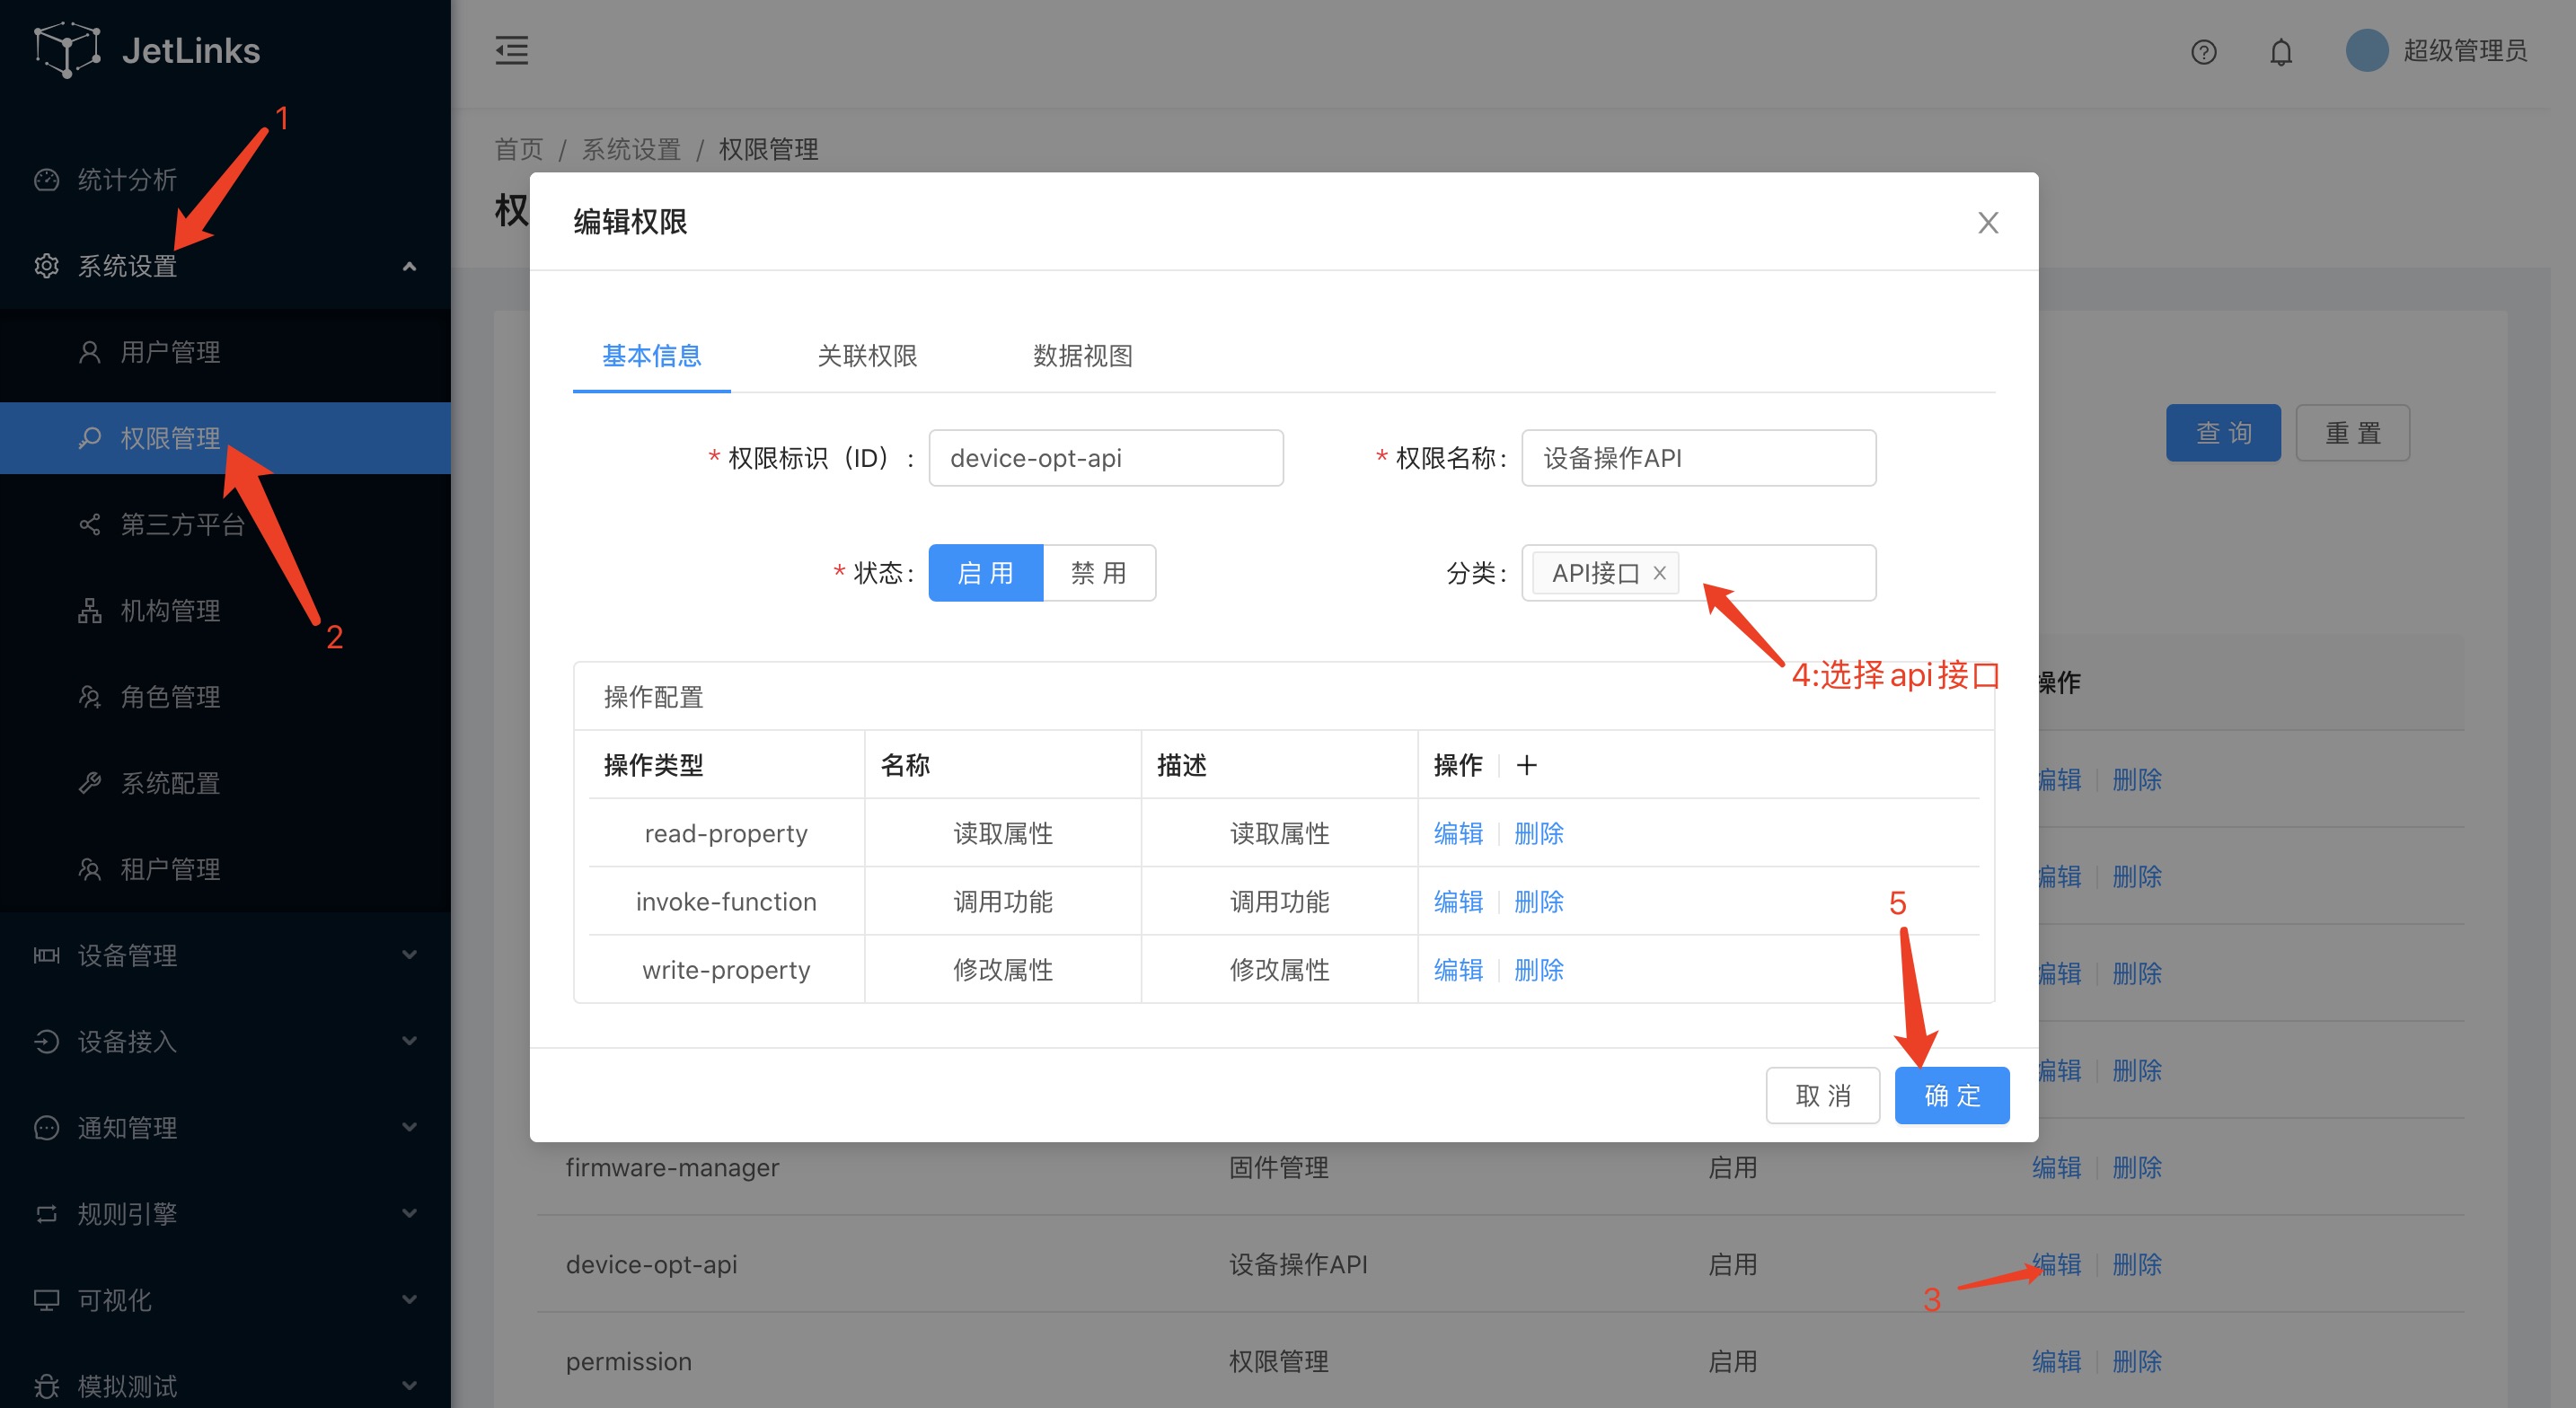 JetLinks
超级管理员
1
首页 / 系统设置 / 权限管理
统计分析
权
编辑权限
系统设置
用户管理
基本信息 关联权限 数据视图
权限管理
查 询 重 置
* 权限标识（ID）: device-opt-api * 权限名称: 设备操作API
第三方平台
* 状态: 启 用 禁 用 分类: API接口
机构管理
2
4:选择api接口
角色管理
操作配置
操作
操作类型 名称 描述 操作
系统配置
编辑 删除
read-property 读取属性 读取属性 编辑 删除
租户管理
编辑 删除
invoke-function 调用功能 调用功能 编辑 删除
5
设备管理
write-property 修改属性 修改属性 编辑 删除
编辑 删除
设备接入
编辑 删除
取 消 确 定
通知管理
firmware-manager 固件管理 启用 编辑 删除
规则引擎
device-opt-api 设备操作API 启用 编辑 删除
3
可视化
permission 权限管理 启用 编辑 删除
模拟测试